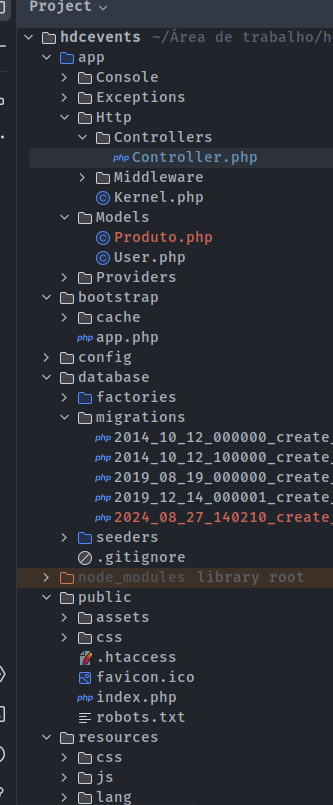 Project
hdcevents ~/Área de trabalho/h
app
Console
Exceptions
Http
Controllers
php Controller.php
Middleware
C Kernel.php
Models
C Produto.php
C User.php
Providers
bootstrap
cache
php app.php
config
database
factories
migrations
php 2014_10_12_000000_create_
php 2014_10_12_100000_create_
php 2019_08_19_000000_create_
php 2019_12_14_000001_create_
php 2024_08_27_140210_create_
seeders
.gitignore
node_modules library root
public
assets
css
.htaccess
favicon.ico
php index.php
robots.txt
resources
css
js
lang